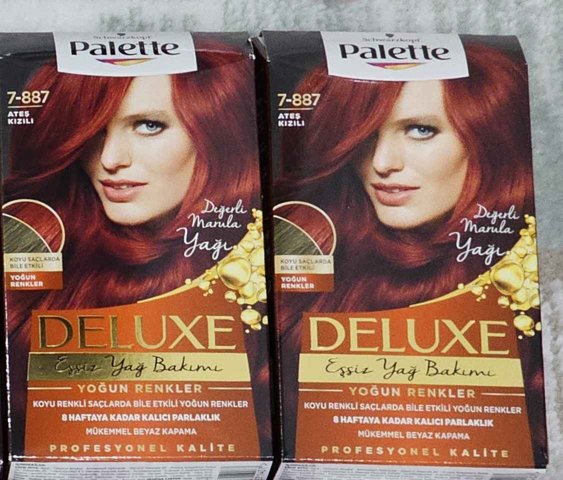 Schwarzkopf
Palette
7-887
ATEŞ
KIZILI
Değerli
Marula
Yağı
KOYU SAÇLARDA
BİLE ETKİLİ
YOĞUN
RENKLER
DELUXE
Eşsiz Yağ Bakımı
YOĞUN RENKLER
KOYU RENKLİ SAÇLARDA BİLE ETKİLİ YOĞUN RENKLER
8 HAFTAYA KADAR KALICI PARLAKLIK
MÜKEMMEL BEYAZ KAPAMA
PROFESYONEL KALİTE
Schwarzkopf
Palette
7-887
ATEŞ
KIZILI
Değerli
Marula
Yağı
KOYU SAÇLARDA
BİLE ETKİLİ
YOĞUN
RENKLER
DELUXE
Eşsiz Yağ Bakımı
YOĞUN RENKLER
KOYU RENKLİ SAÇLARDA BİLE ETKİLİ YOĞUN RENKLER
8 HAFTAYA KADAR KALICI PARLAKLIK
MÜKEMMEL BEYAZ KAPAMA
PROFESYONEL KALİTE